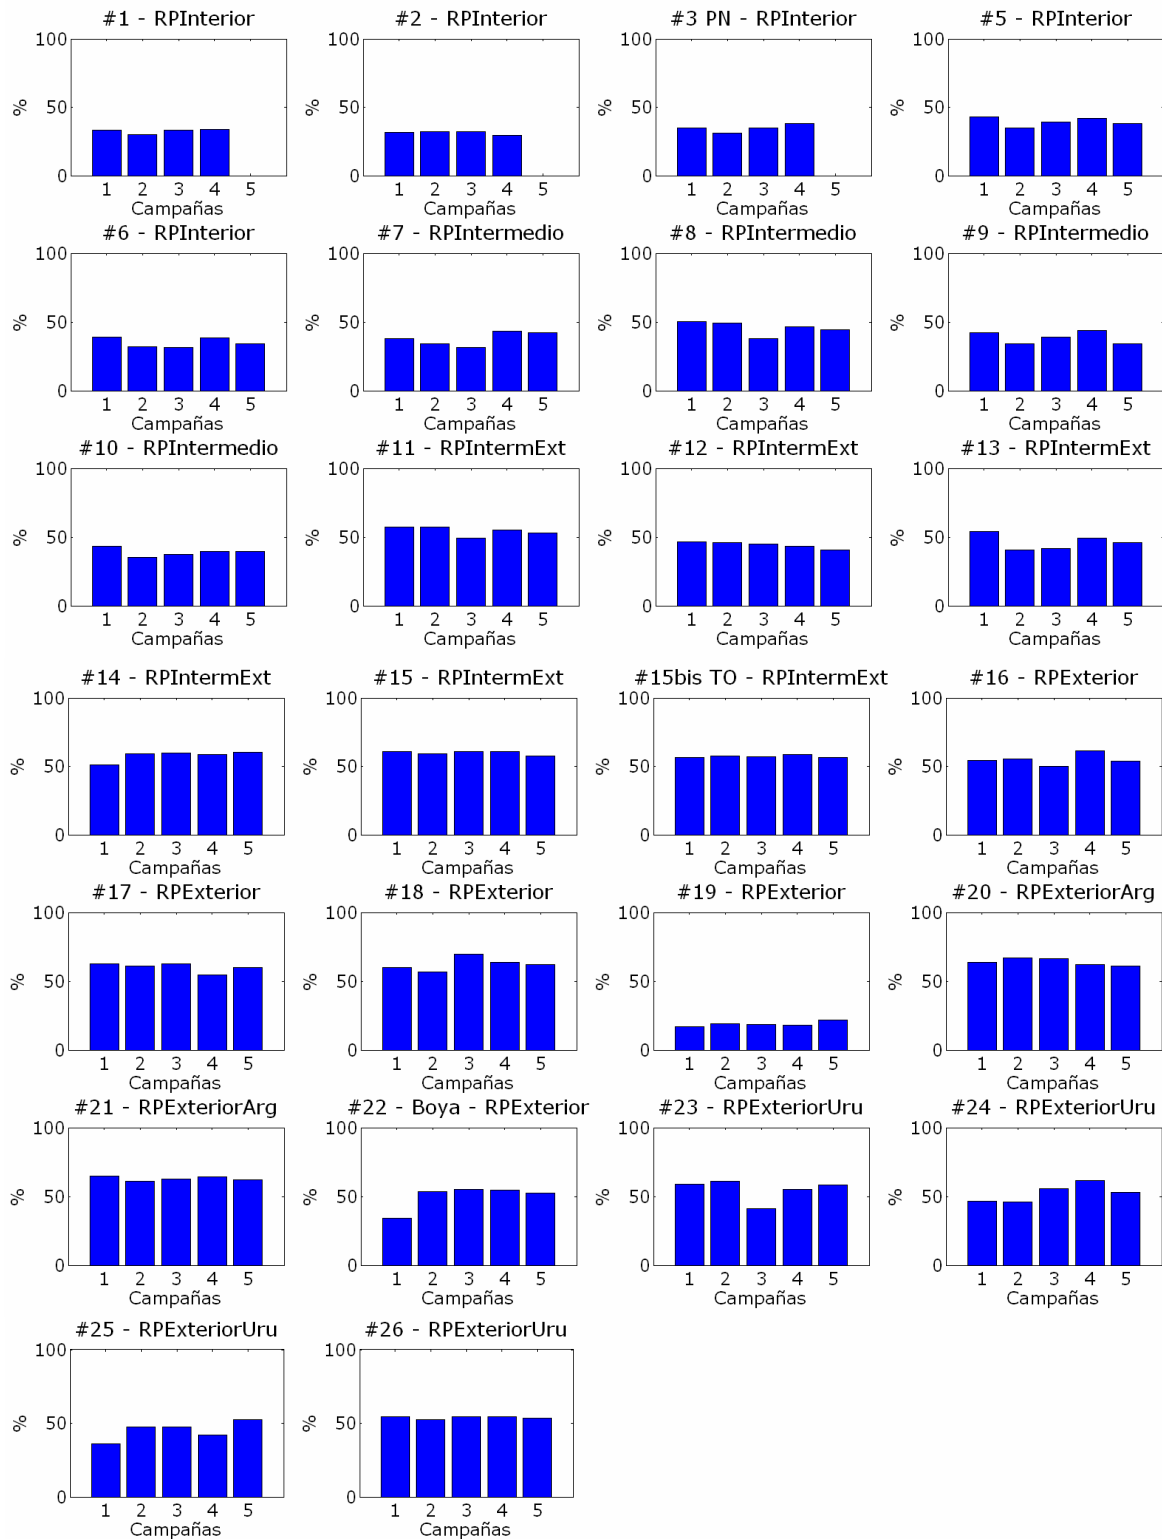 #1 - RPInterior #2 - RPInterior #3 PN - RPInterior #5 - RPInterior
100 100 100 100
% % % %
50 50 50 50
0 0 0 0
1 2 3 4 5 1 2 3 4 5 1 2 3 4 5 1 2 3 4 5
Campañas Campañas Campañas Campañas
#6 - RPInterior #7 - RPIntermedio #8 - RPIntermedio #9 - RPIntermedio
100 100 100 100
% % % %
50 50 50 50
0 0 0 0
1 2 3 4 5 1 2 3 4 5 1 2 3 4 5 1 2 3 4 5
Campañas Campañas Campañas Campañas
#10 - RPIntermedio #11 - RPIntermExt #12 - RPIntermExt #13 - RPIntermExt
100 100 100 100
% % % %
50 50 50 50
0 0 0 0
1 2 3 4 5 1 2 3 4 5 1 2 3 4 5 1 2 3 4 5
Campañas Campañas Campañas Campañas
#14 - RPIntermExt #15 - RPIntermExt #15bis TO - RPIntermExt #16 - RPExterior
100 100 100 100
% % % %
50 50 50 50
0 0 0 0
1 2 3 4 5 1 2 3 4 5 1 2 3 4 5 1 2 3 4 5
Campañas Campañas Campañas Campañas
#17 - RPExterior #18 - RPExterior #19 - RPExterior #20 - RPExteriorArg
100 100 100 100
% % % %
50 50 50 50
0 0 0 0
1 2 3 4 5 1 2 3 4 5 1 2 3 4 5 1 2 3 4 5
Campañas Campañas Campañas Campañas
#21 - RPExteriorArg #22 - Boya - RPExterior #23 - RPExteriorUru #24 - RPExteriorUru
100 100 100 100
% % % %
50 50 50 50
0 0 0 0
1 2 3 4 5 1 2 3 4 5 1 2 3 4 5 1 2 3 4 5
Campañas Campañas Campañas Campañas
#25 - RPExteriorUru #26 - RPExteriorUru
100 100
% %
50 50
0 0
1 2 3 4 5 1 2 3 4 5
Campañas Campañas